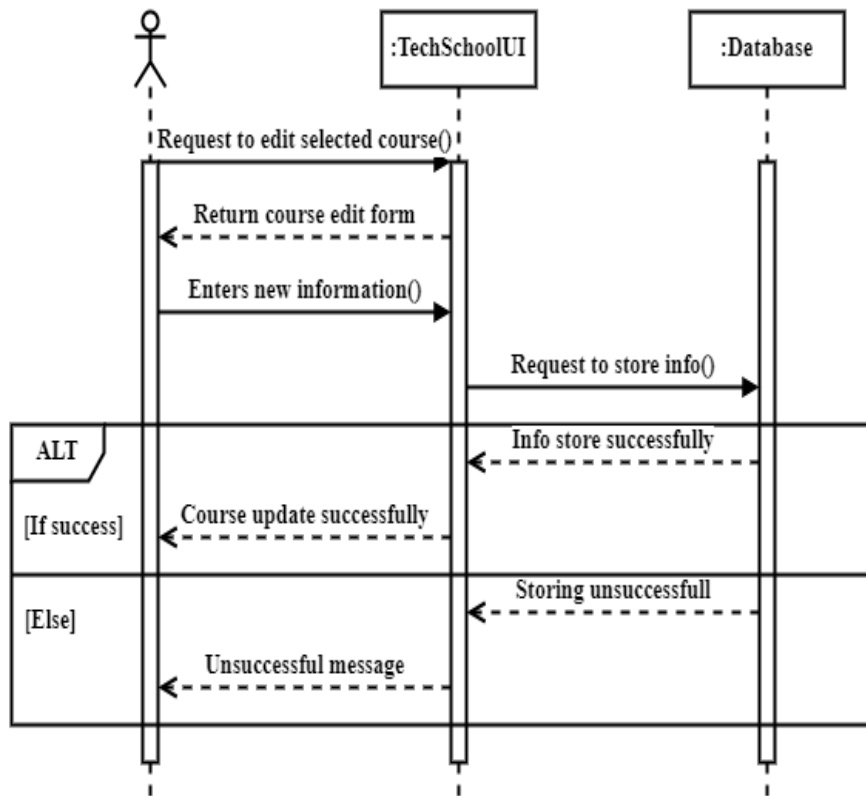 :TechSchoolUI
:Database
Request to edit selected course()
Return course edit form
Enters new information()
Request to store info()
ALT
Info store successfully
[If success]
Course update successfully
Storing unsuccessfull
[Else]
Unsuccessful message